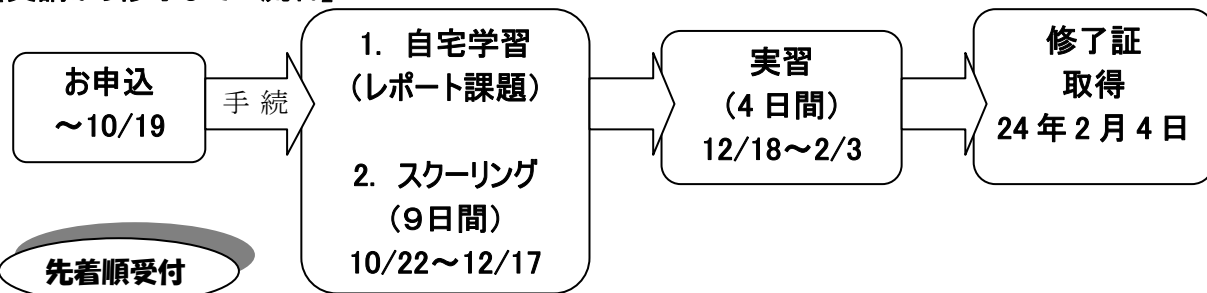 お申込
～10/19
手 続
1. 自宅学習
（レポート課題）
2. スクーリング
（９日間）
10/22～12/17
実習
（4 日間）
12/18～2/3
修了証
取得
24 年 2 月 4 日
先着順受付